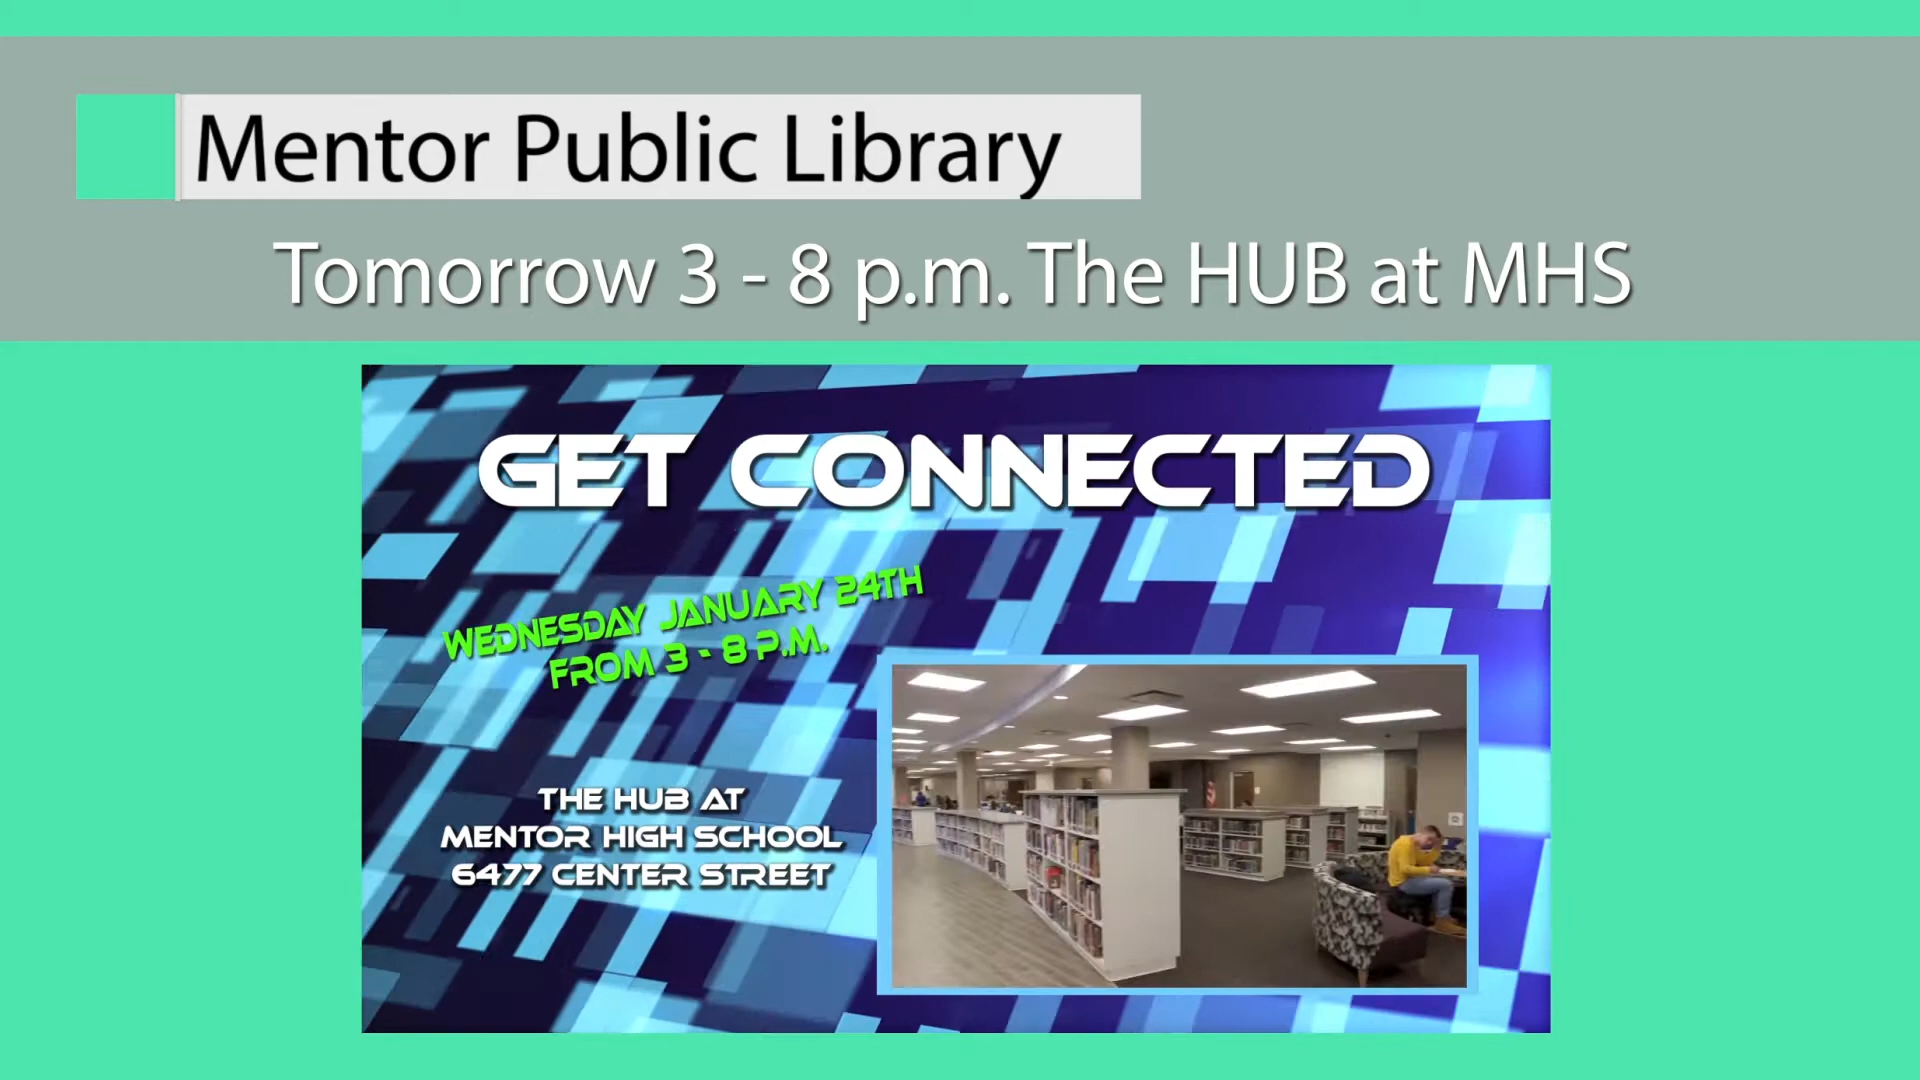 Mentor Public Library
Tomorrow 3 - 8 p.m. The HUB at MHS
GET CONNECTED
WEDNESDAY JANUARY 24TH
FROM 3 - 8 P.M.
THE HUB AT
MENTOR HIGH SCHOOL
6477 CENTER STREET